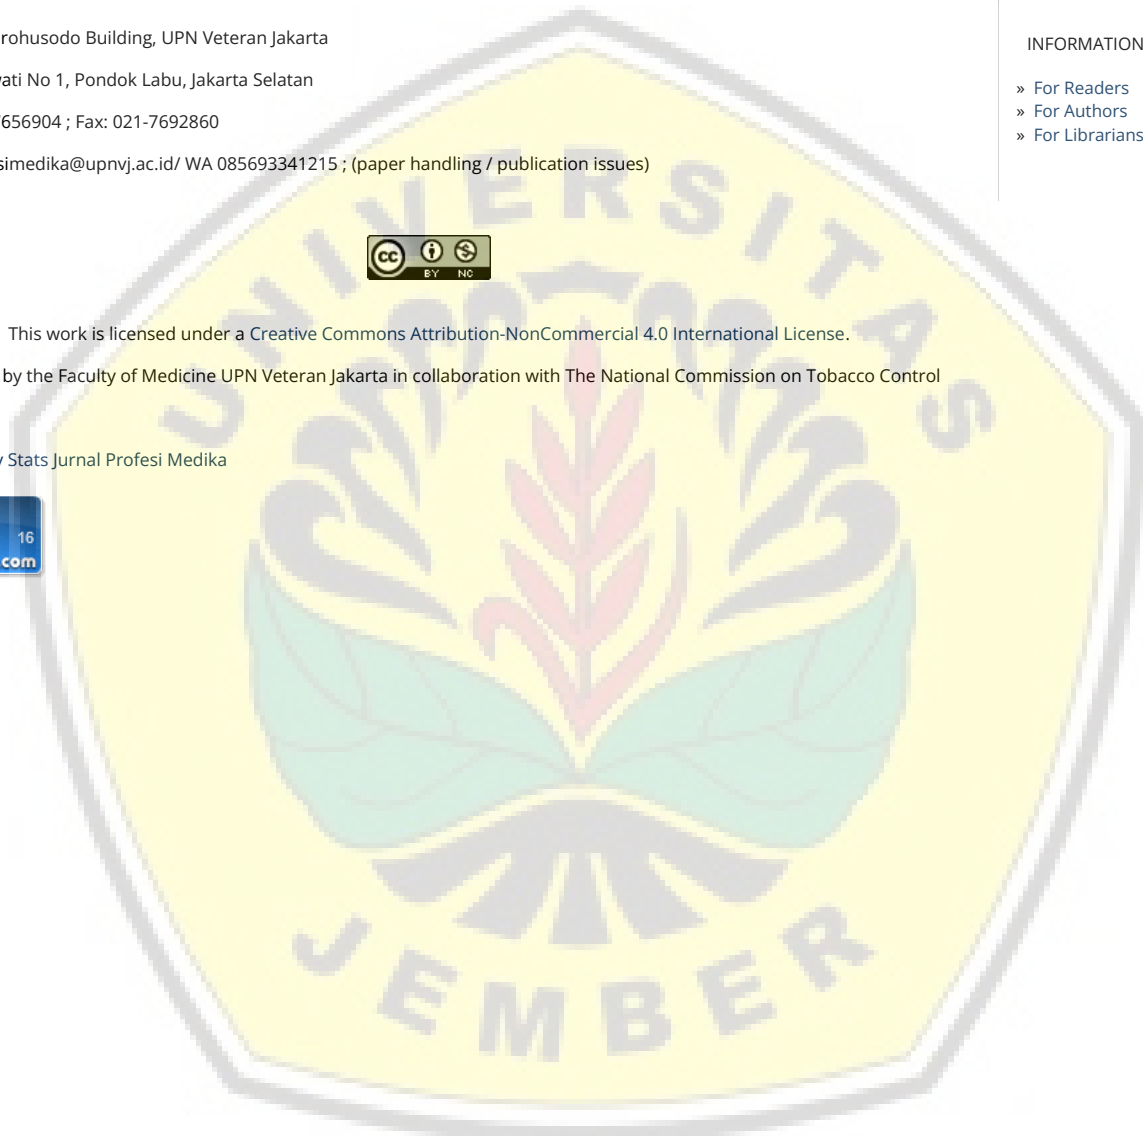 rohusodo Building, UPN Veteran Jakarta
ati No 1, Pondok Labu, Jakarta Selatan
656904 ; Fax: 021-7692860
simedika@upnvj.ac.id/ WA 085693341215 ; (paper handling / publication issues)
INFORMATION
» For Readers
» For Authors
» For Librarians
cc BY NC
This work is licensed under a Creative Commons Attribution-NonCommercial 4.0 International License.
by the Faculty of Medicine UPN Veteran Jakarta in collaboration with The National Commission on Tobacco Control
Stats Jurnal Profesi Medika
16
com
UNIVERSITAS
JEMBER